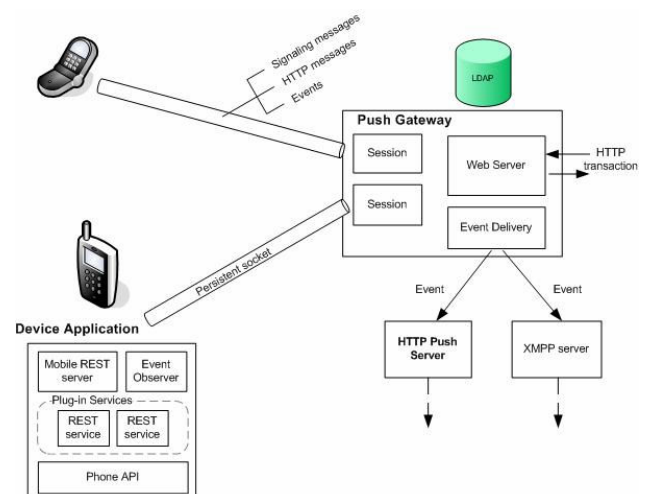 Signaling messages
HTTP messages
Events
LDAP
Push Gateway
Session
Web Server
HTTP
transaction
Session
Event Delivery
Persistent socket
Event
Event
HTTP Push
Server
XMPP server
Device Application
Mobile REST
server
Event
Observer
Plug-in Services
REST
service
REST
service
Phone API